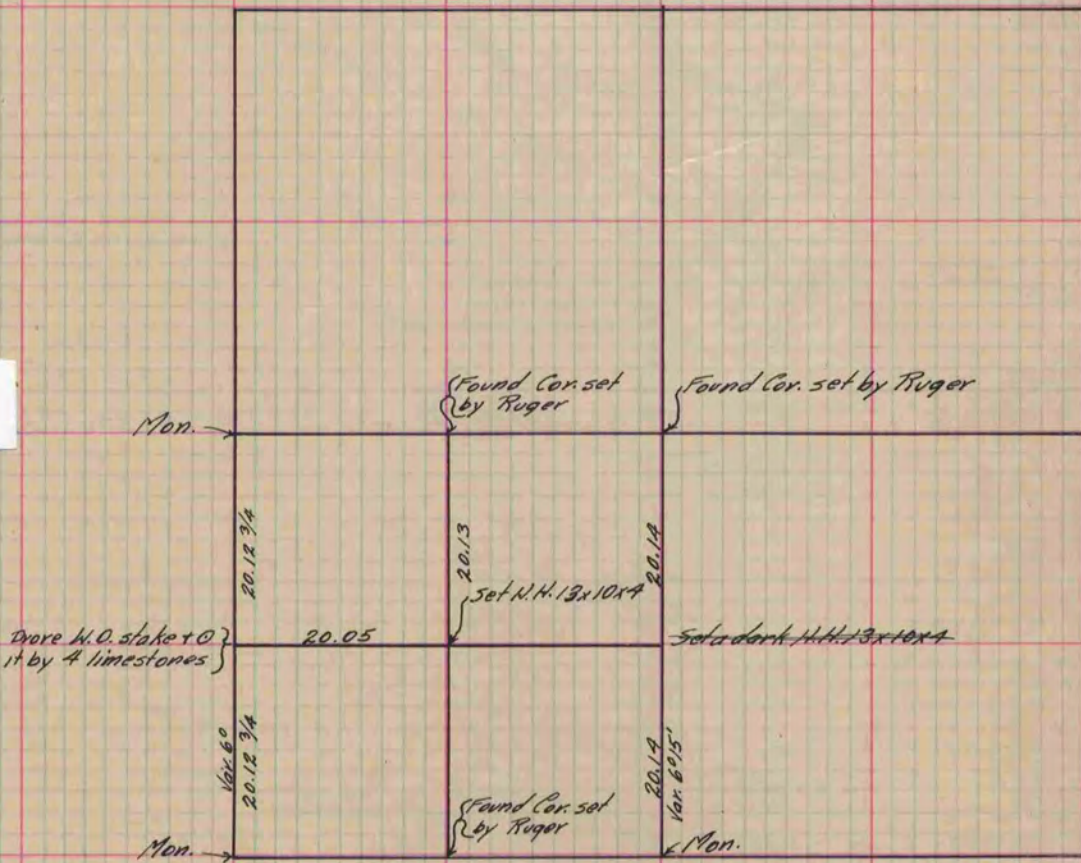 Found Cor. set
by Ruger
Found Cor. set by Ruger
Mon.
20.12 3/4
20.13
20.14
Set N.H. 13x10x4
Drove W.O. stake + ⊙
it by 4 limestones
20.05
Set a dark N.H. 13x10x4
Var. 6°
20.12 3/4
20.14
Var. 6°15'
Found Cor. set
by Ruger
Mon.
Mon.